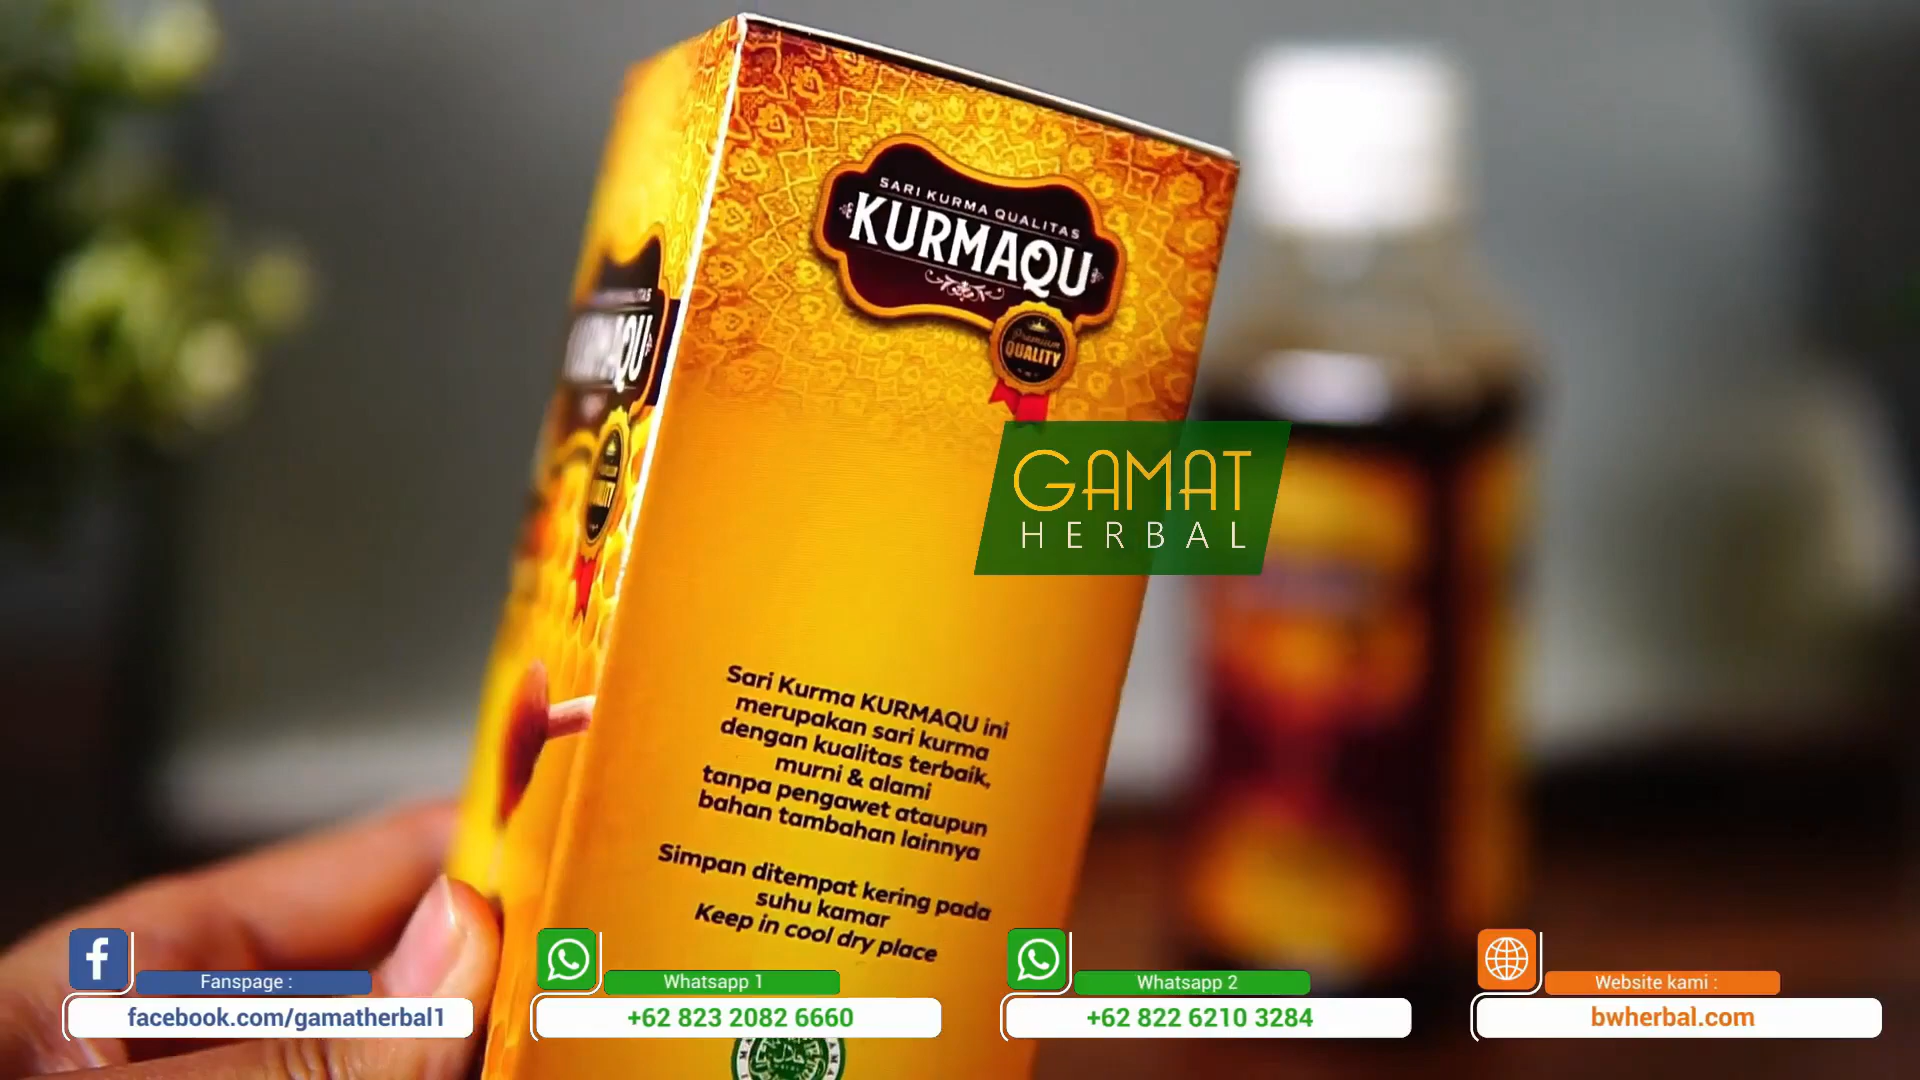 SARI KURMA QUALITAS
KURMAQU
Premium
QUALITY
GAMAT
HERBAL
Sari Kurma KURMAQU ini
merupakan sari kurma
dengan kualitas terbaik,
murni & alami
tanpa pengawet ataupun
bahan tambahan lainnya
Simpan ditempat kering pada
suhu kamar
Keep in cool dry place
Fanspage :
facebook.com/gamatherbal1
Whatsapp 1
+62 823 2082 6660
Whatsapp 2
+62 822 6210 3284
Website kami :
bwherbal.com
حلال